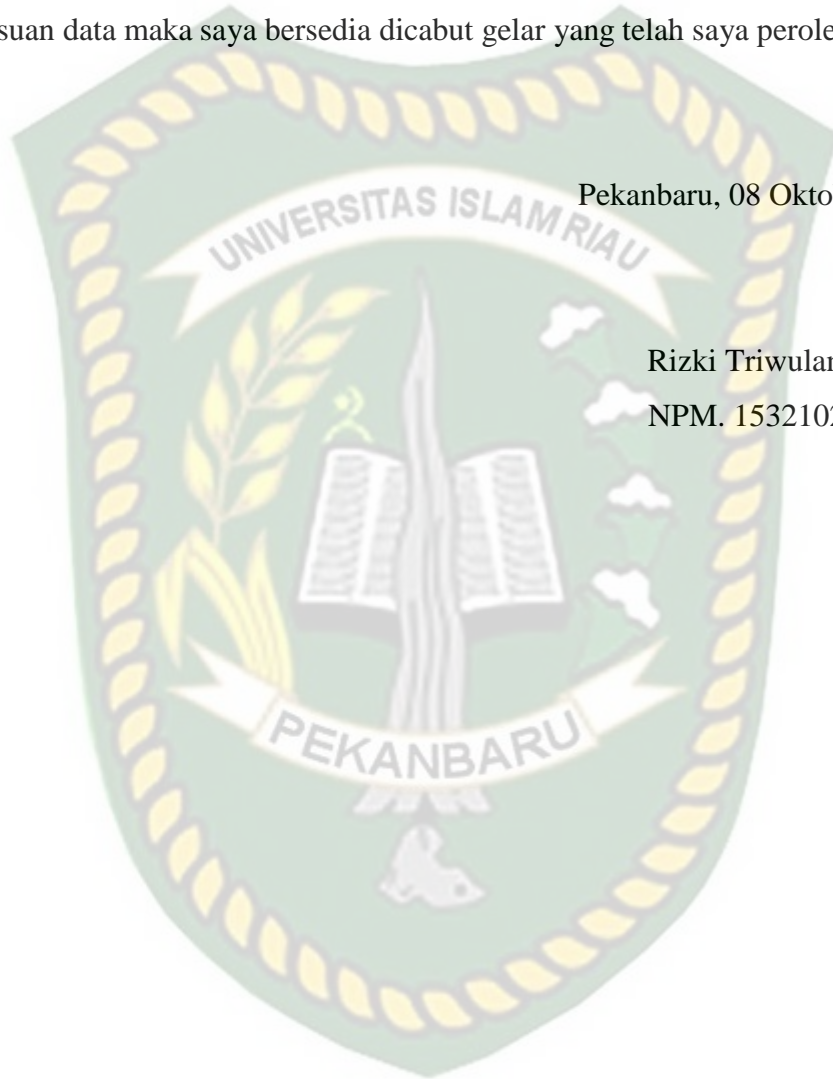 suan data maka saya bersedia dicabut gelar yang telah saya perole
UNIVERSITAS ISLAM RIAU
Pekanbaru, 08 Okto
Rizki Triwular
NPM. 1532102
PEKANBARU